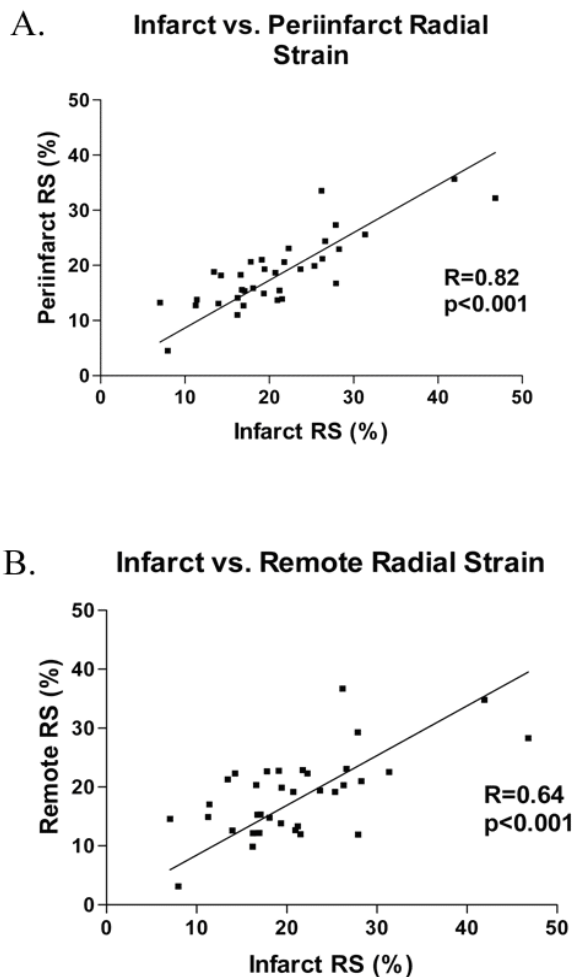 A.
Infarct vs. Periinfarct Radial
Strain
50
40
30
20
10
0
Periinfarct RS (%)
R=0.82
p<0.001
0
10
20
30
40
50
Infarct RS (%)
B.
Infarct vs. Remote Radial Strain
50
40
30
20
10
0
Remote RS (%)
R=0.64
p<0.001
0
10
20
30
40
50
Infarct RS (%)